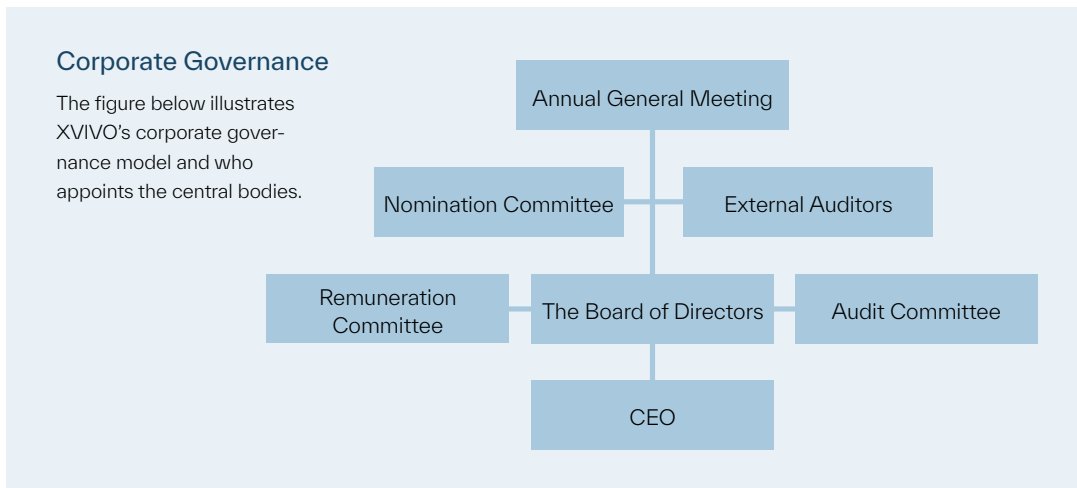 Corporate Governance
The figure below illustrates
XVIVO's corporate gover-
nance model and who
appoints the central bodies.
Annual General Meeting
Nomination Committee
External Auditors
Remuneration
Committee
The Board of Directors
Audit Committee
CEO